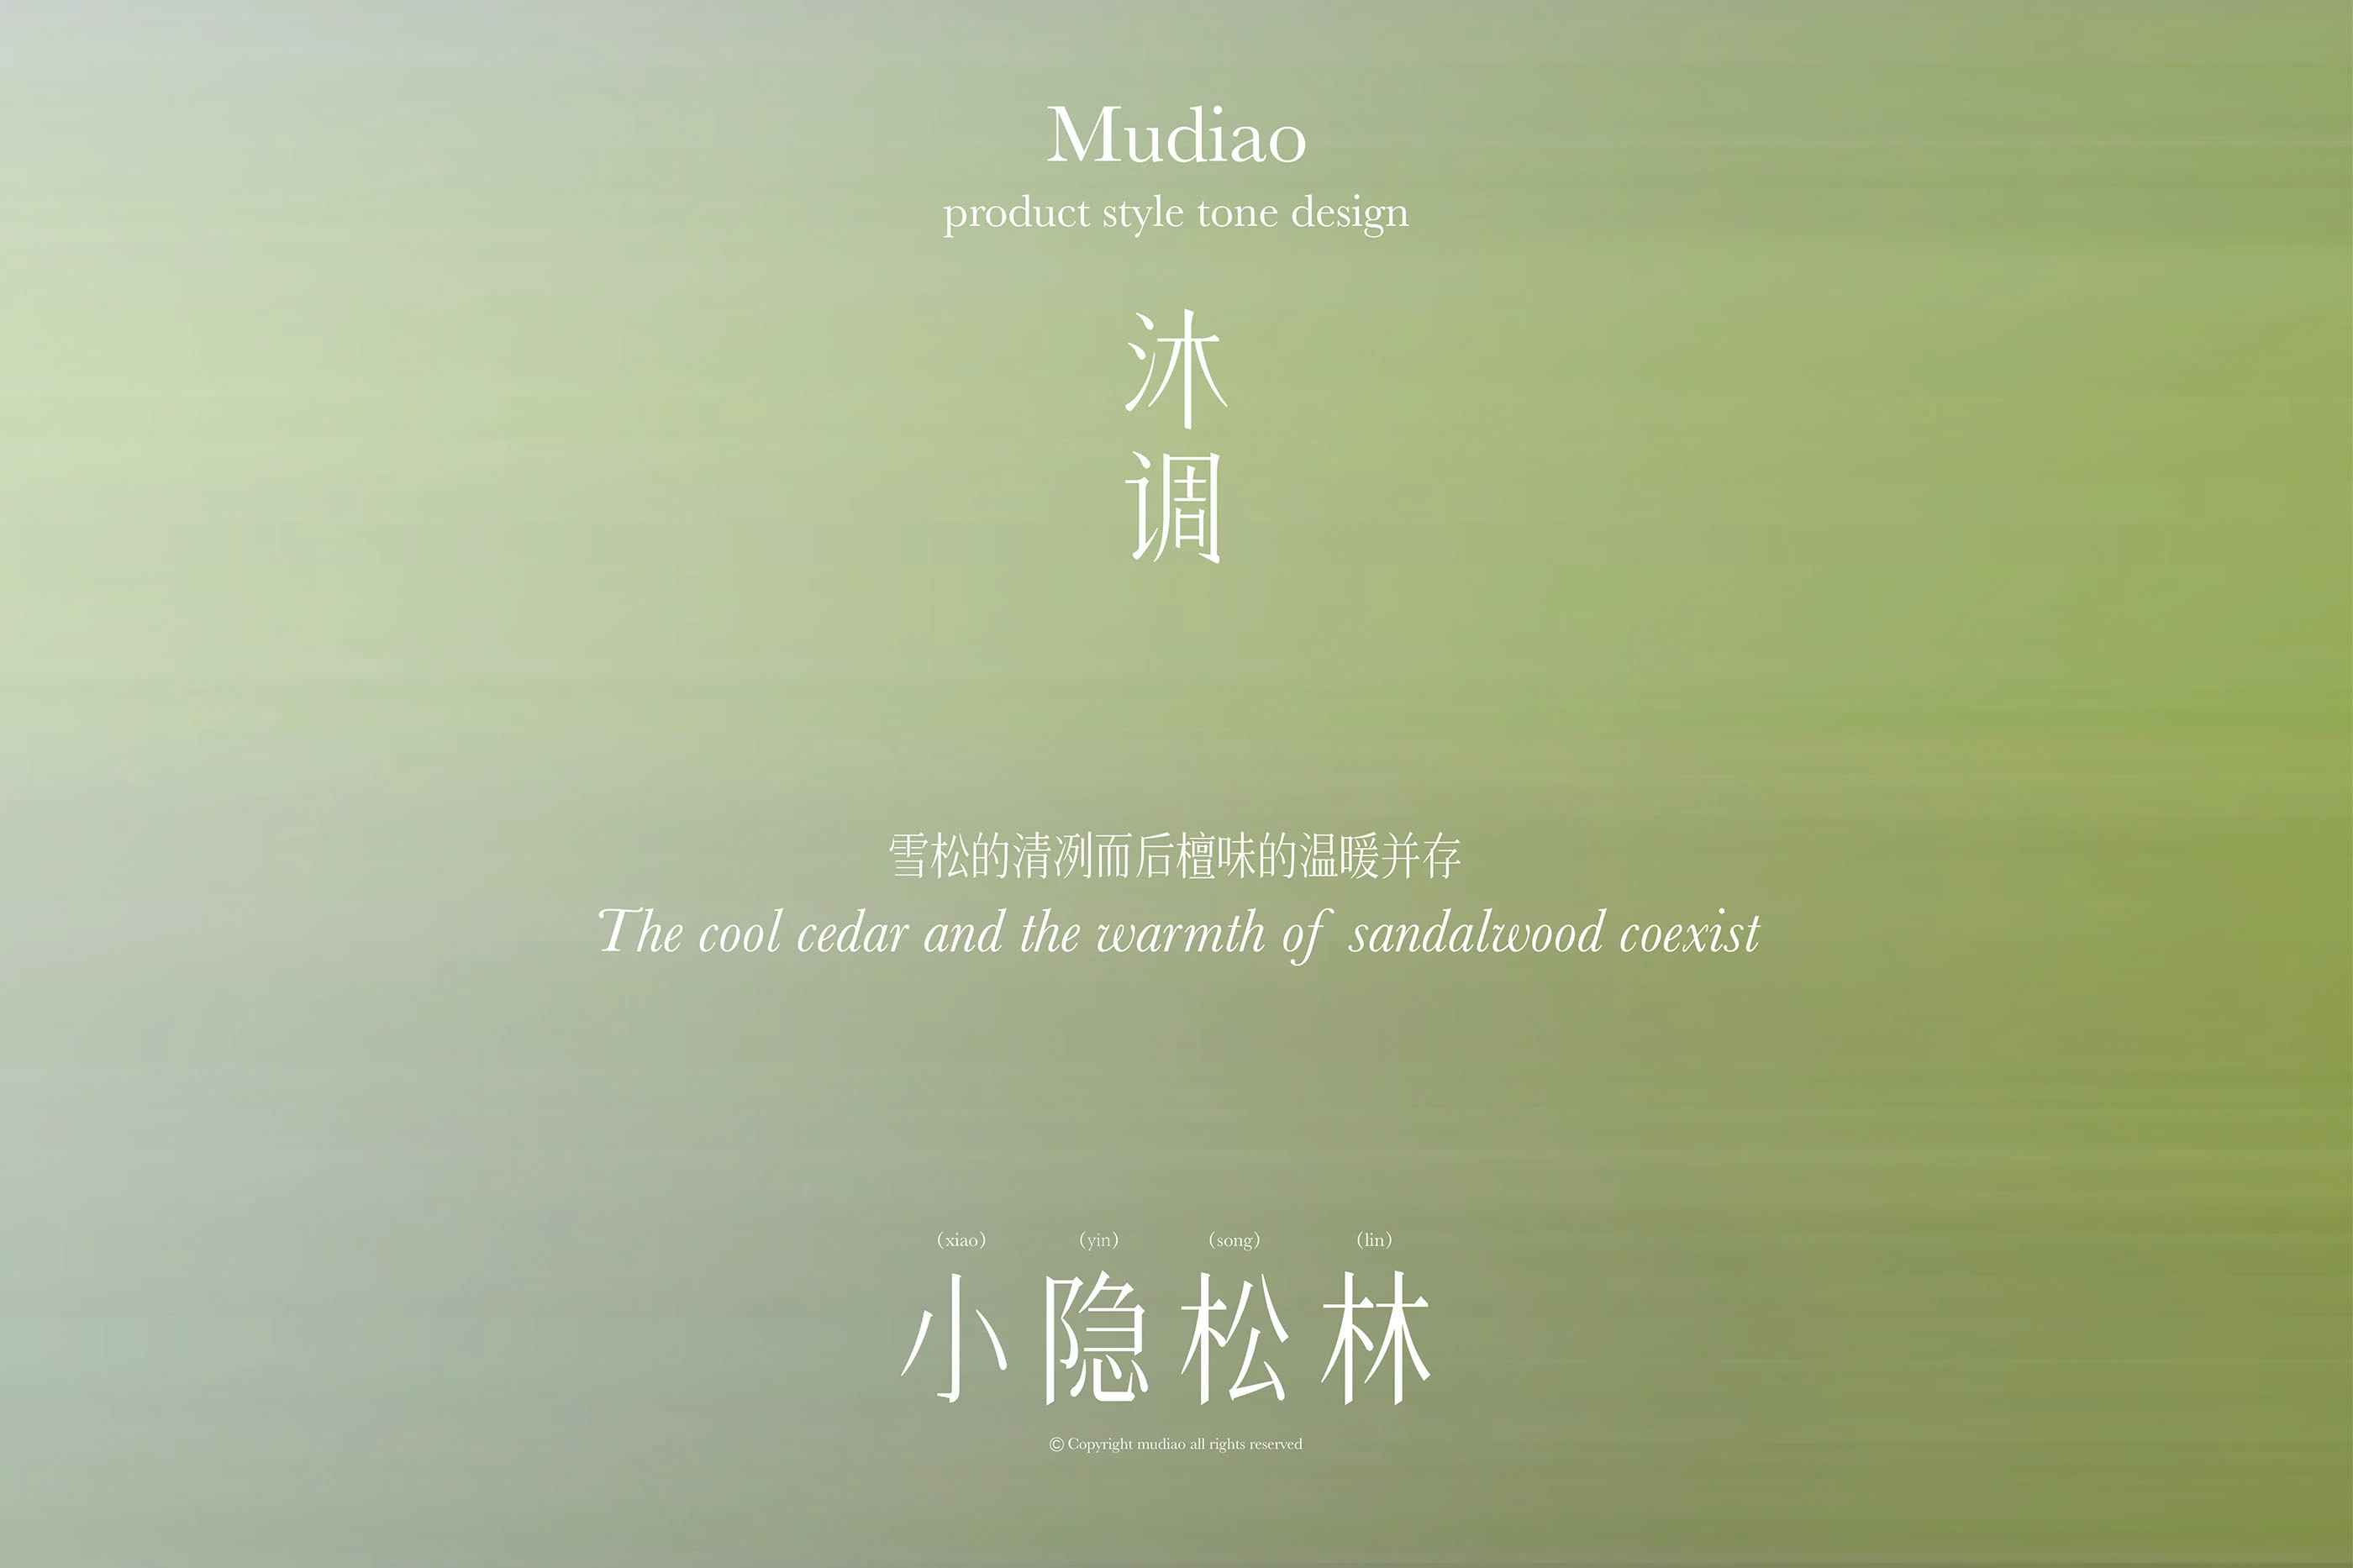 Mudiao
product style tone design
沐
调
雪松的清冽而后檀味的温暖并存
The cool cedar and the warmth of sandalwood coexist
(xiao) (yin) (song) (lin)
小隐松林
© Copyright mudiao all rights reserved